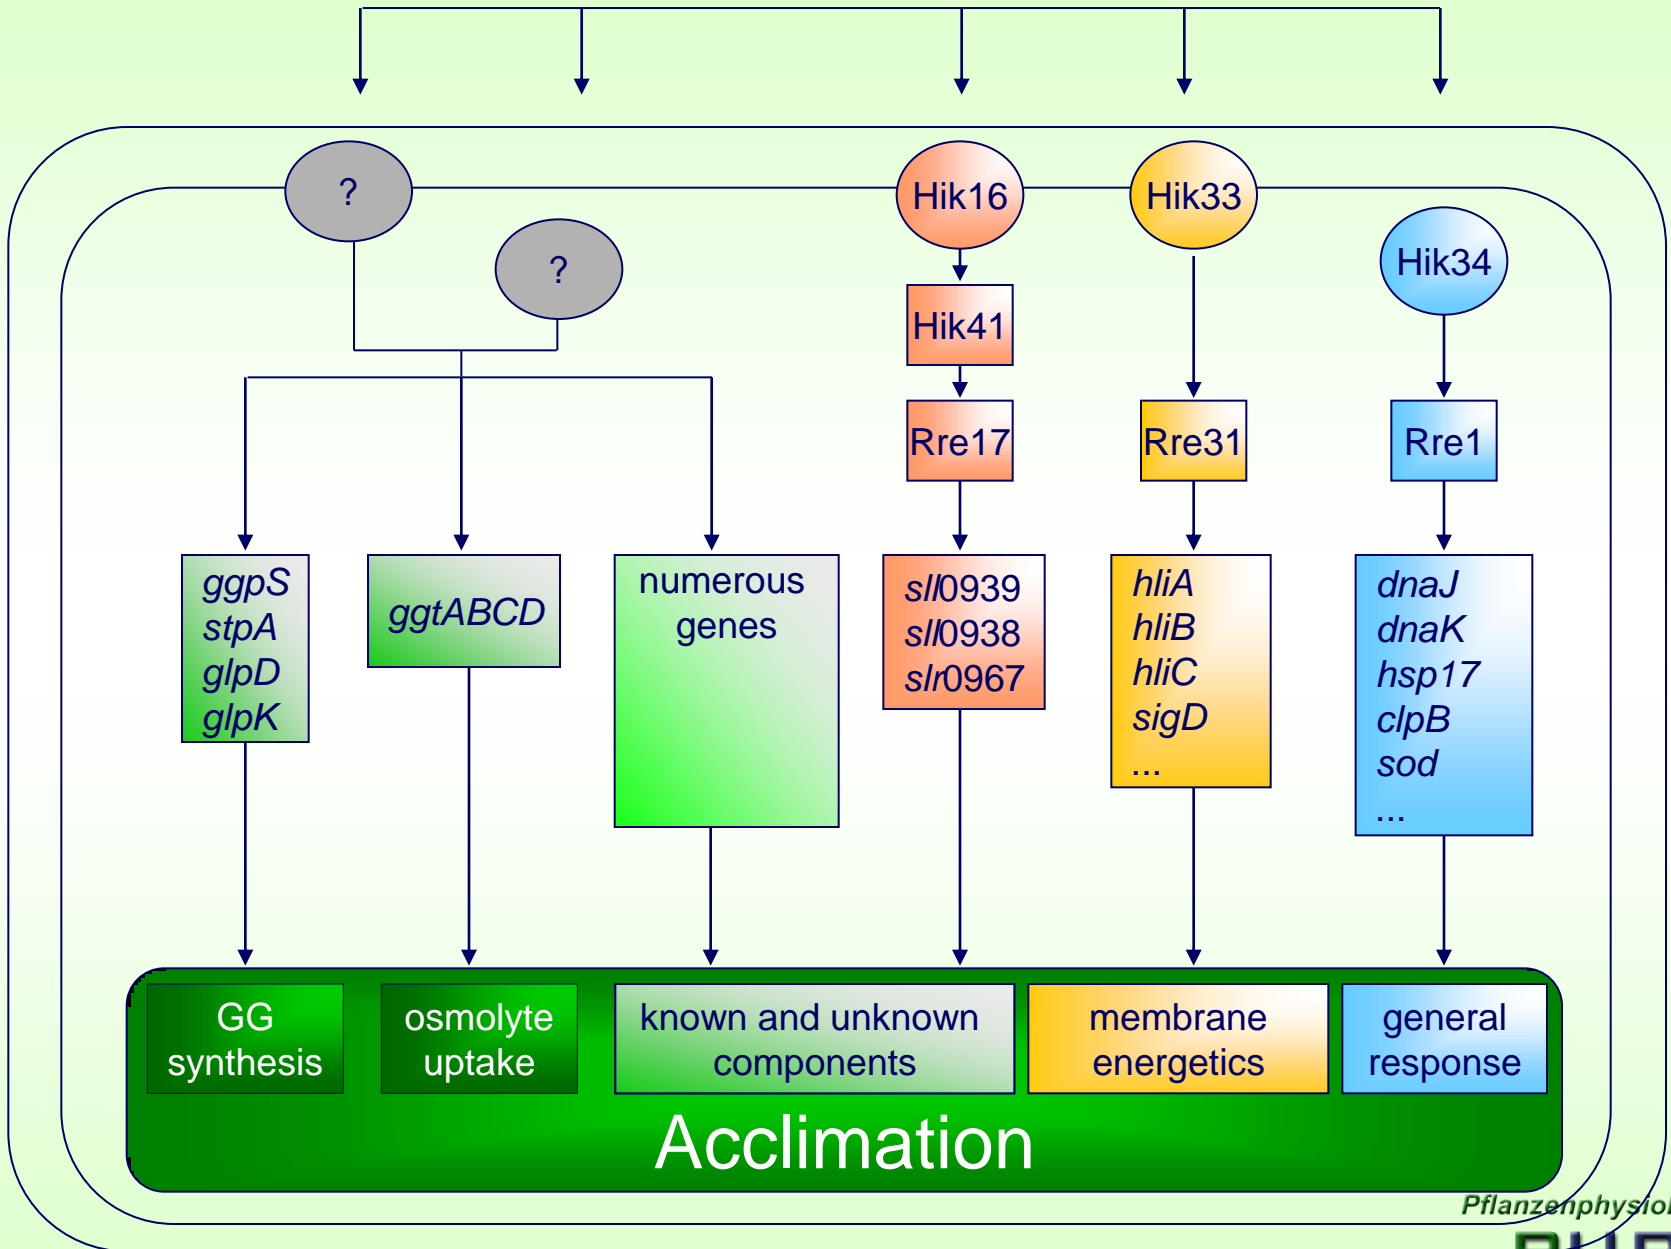 ?
?
Hik16
Hik33
Hik34
Hik41
Rre17
Rre31
Rre1
ggpS
stpA
glpD
glpK
ggtABCD
numerous
genes
sll0939
sll0938
slr0967
hliA
hliB
hliC
sigD
...
dnaJ
dnaK
hsp17
clpB
sod
...
GG
synthesis
osmolyte
uptake
known and unknown
components
membrane
energetics
general
response
Acclimation